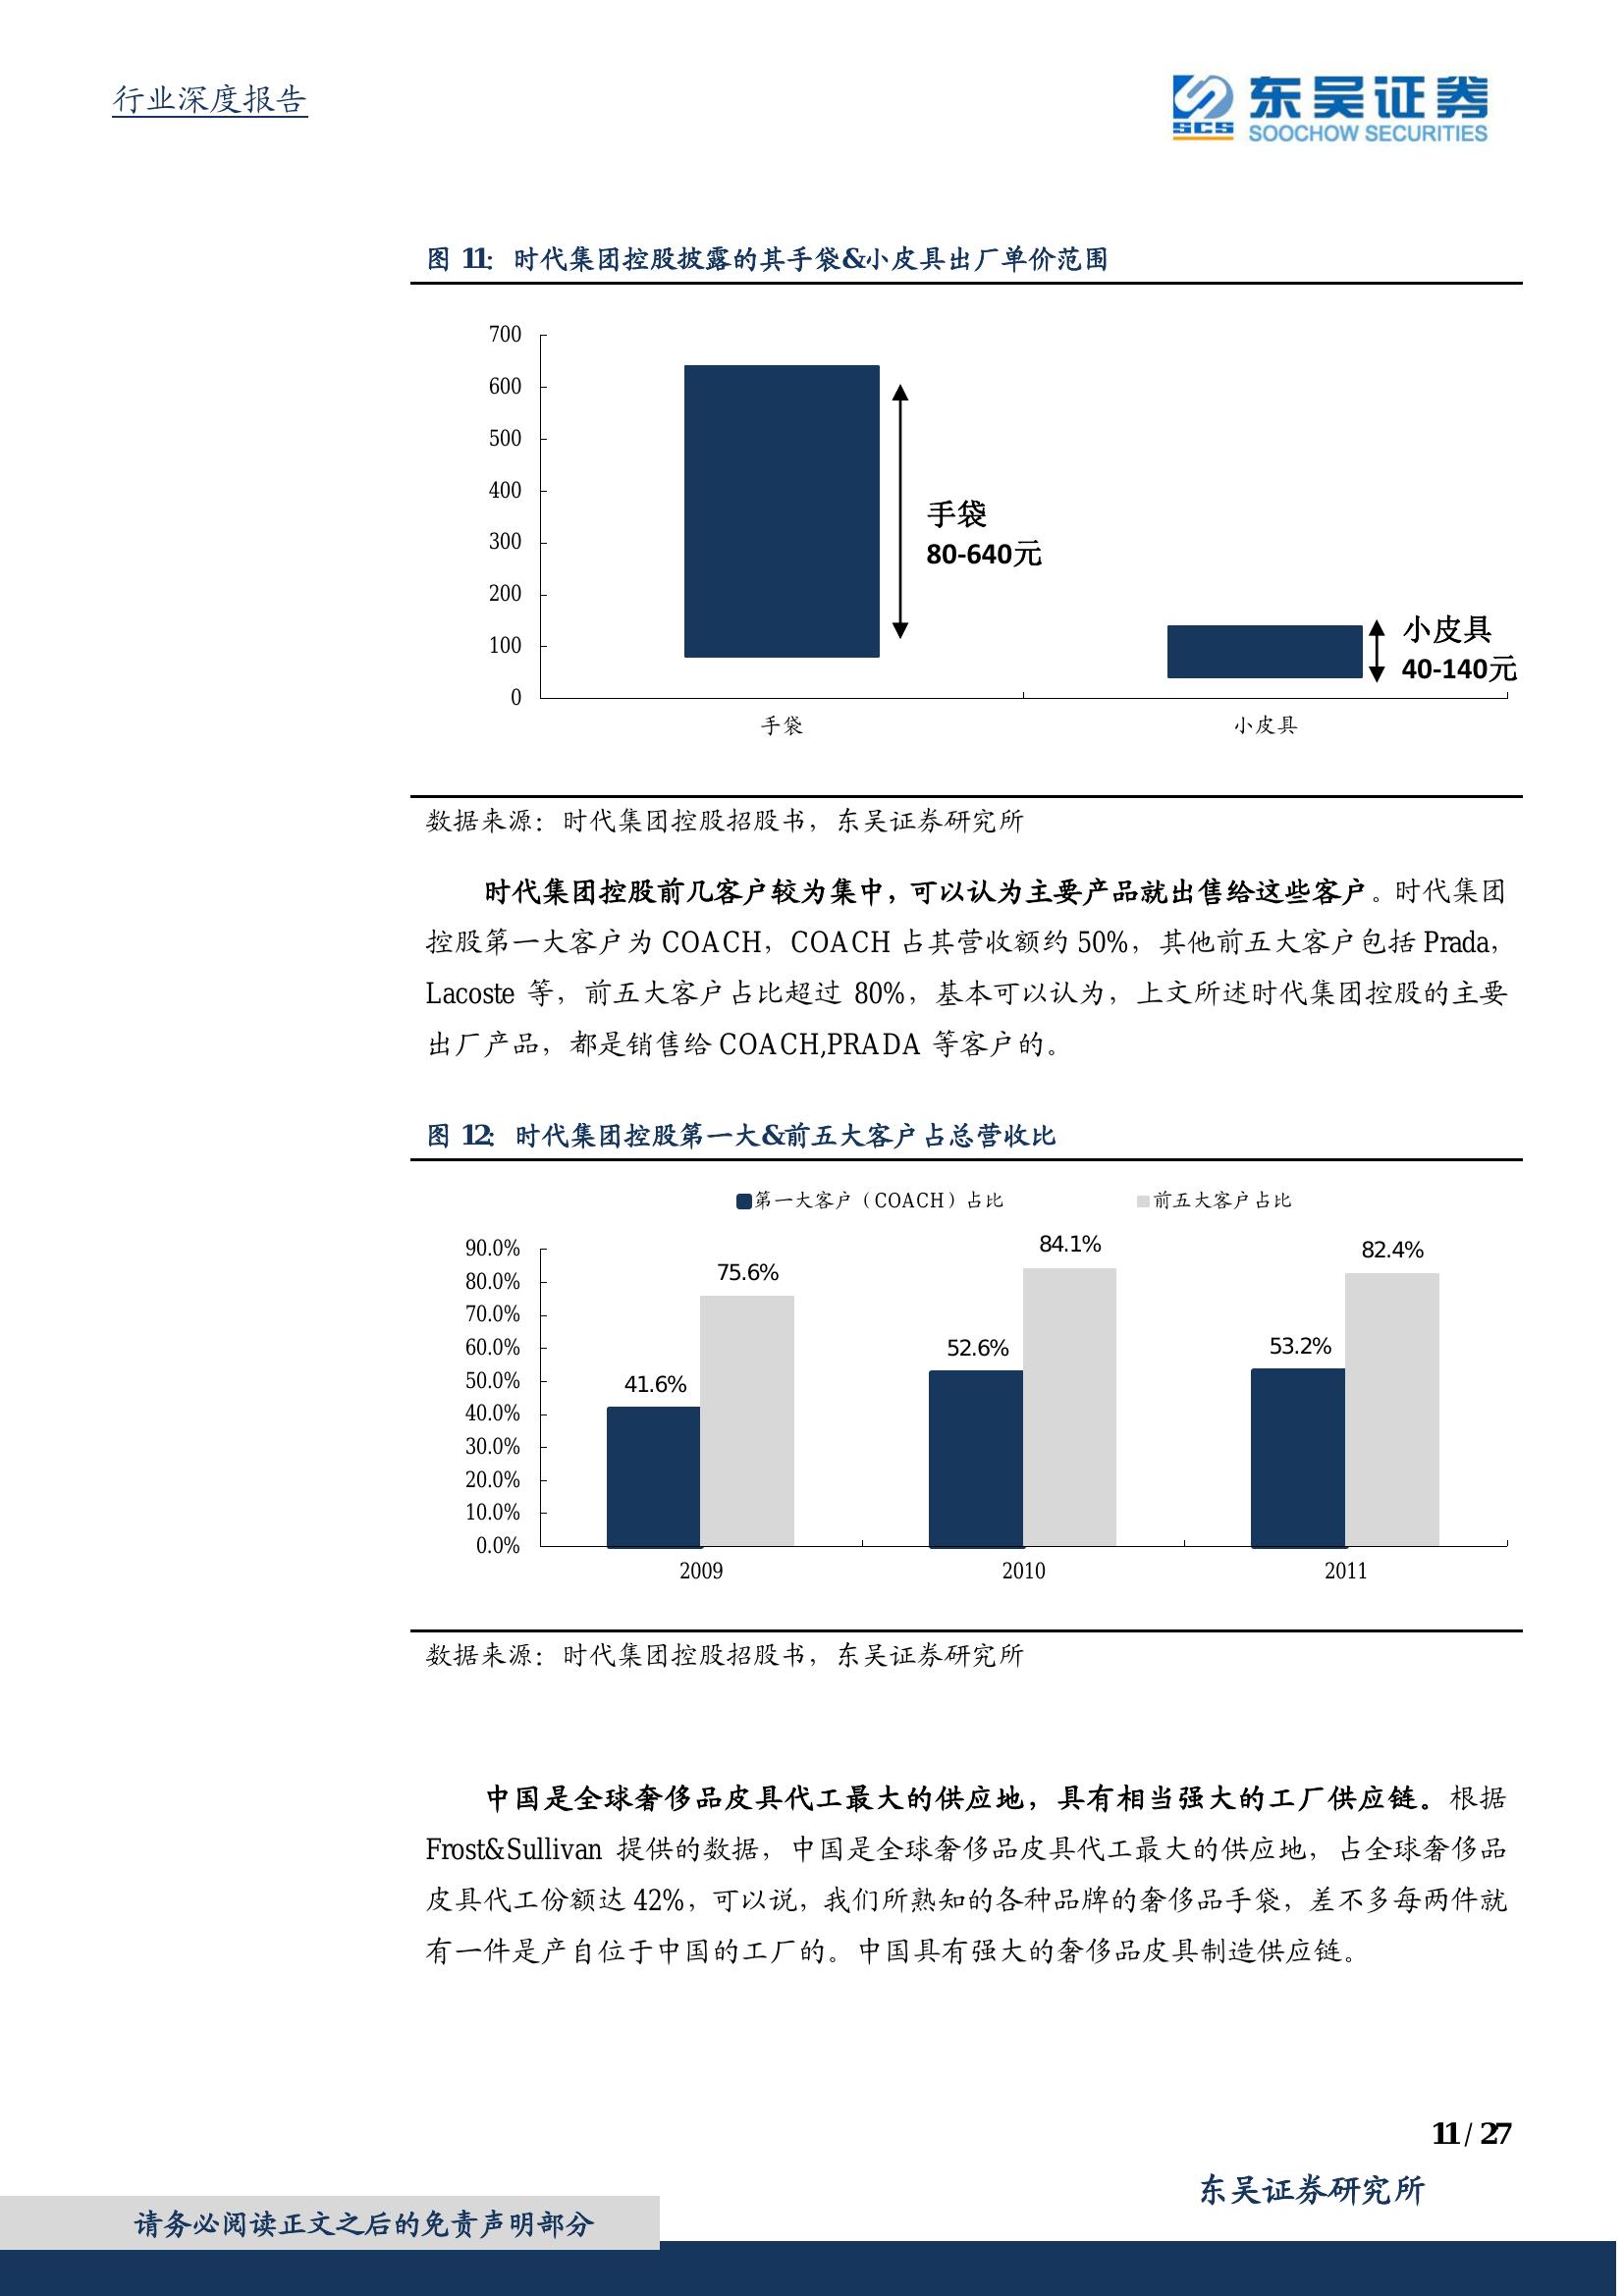 行业深度报告
SCS 东吴证券
SOOCHOW SECURITIES
图 11: 时代集团控股披露的其手袋&小皮具出厂单价范围
700
600
500
400
300
200
100
0
手袋
80-640元
小皮具
40-140元
手袋 小皮具
数据来源：时代集团控股招股书，东吴证券研究所
时代集团控股前几客户较为集中，可以认为主要产品就出售给这些客户。时代集团
控股第一大客户为 COACH，COACH 占其营收额约 50%，其他前五大客户包括 Prada，
Lacoste 等，前五大客户占比超过 80%，基本可以认为，上文所述时代集团控股的主要
出厂产品，都是销售给 COACH,PRADA 等客户的。
图 12: 时代集团控股第一大&前五大客户占总营收比
第一大客户（COACH）占比 前五大客户占比
90.0%
80.0%
70.0%
60.0%
50.0%
40.0%
30.0%
20.0%
10.0%
0.0%
41.6% 75.6% 52.6% 84.1% 53.2% 82.4%
2009 2010 2011
数据来源：时代集团控股招股书，东吴证券研究所
中国是全球奢侈品皮具代工最大的供应地，具有相当强大的工厂供应链。根据
Frost&Sullivan 提供的数据，中国是全球奢侈品皮具代工最大的供应地，占全球奢侈品
皮具代工份额达 42%，可以说，我们所熟知的各种品牌的奢侈品手袋，差不多每两件就
有一件是产自位于中国的工厂的。中国具有强大的奢侈品皮具制造供应链。
11 / 27
东吴证券研究所
请务必阅读正文之后的免责声明部分